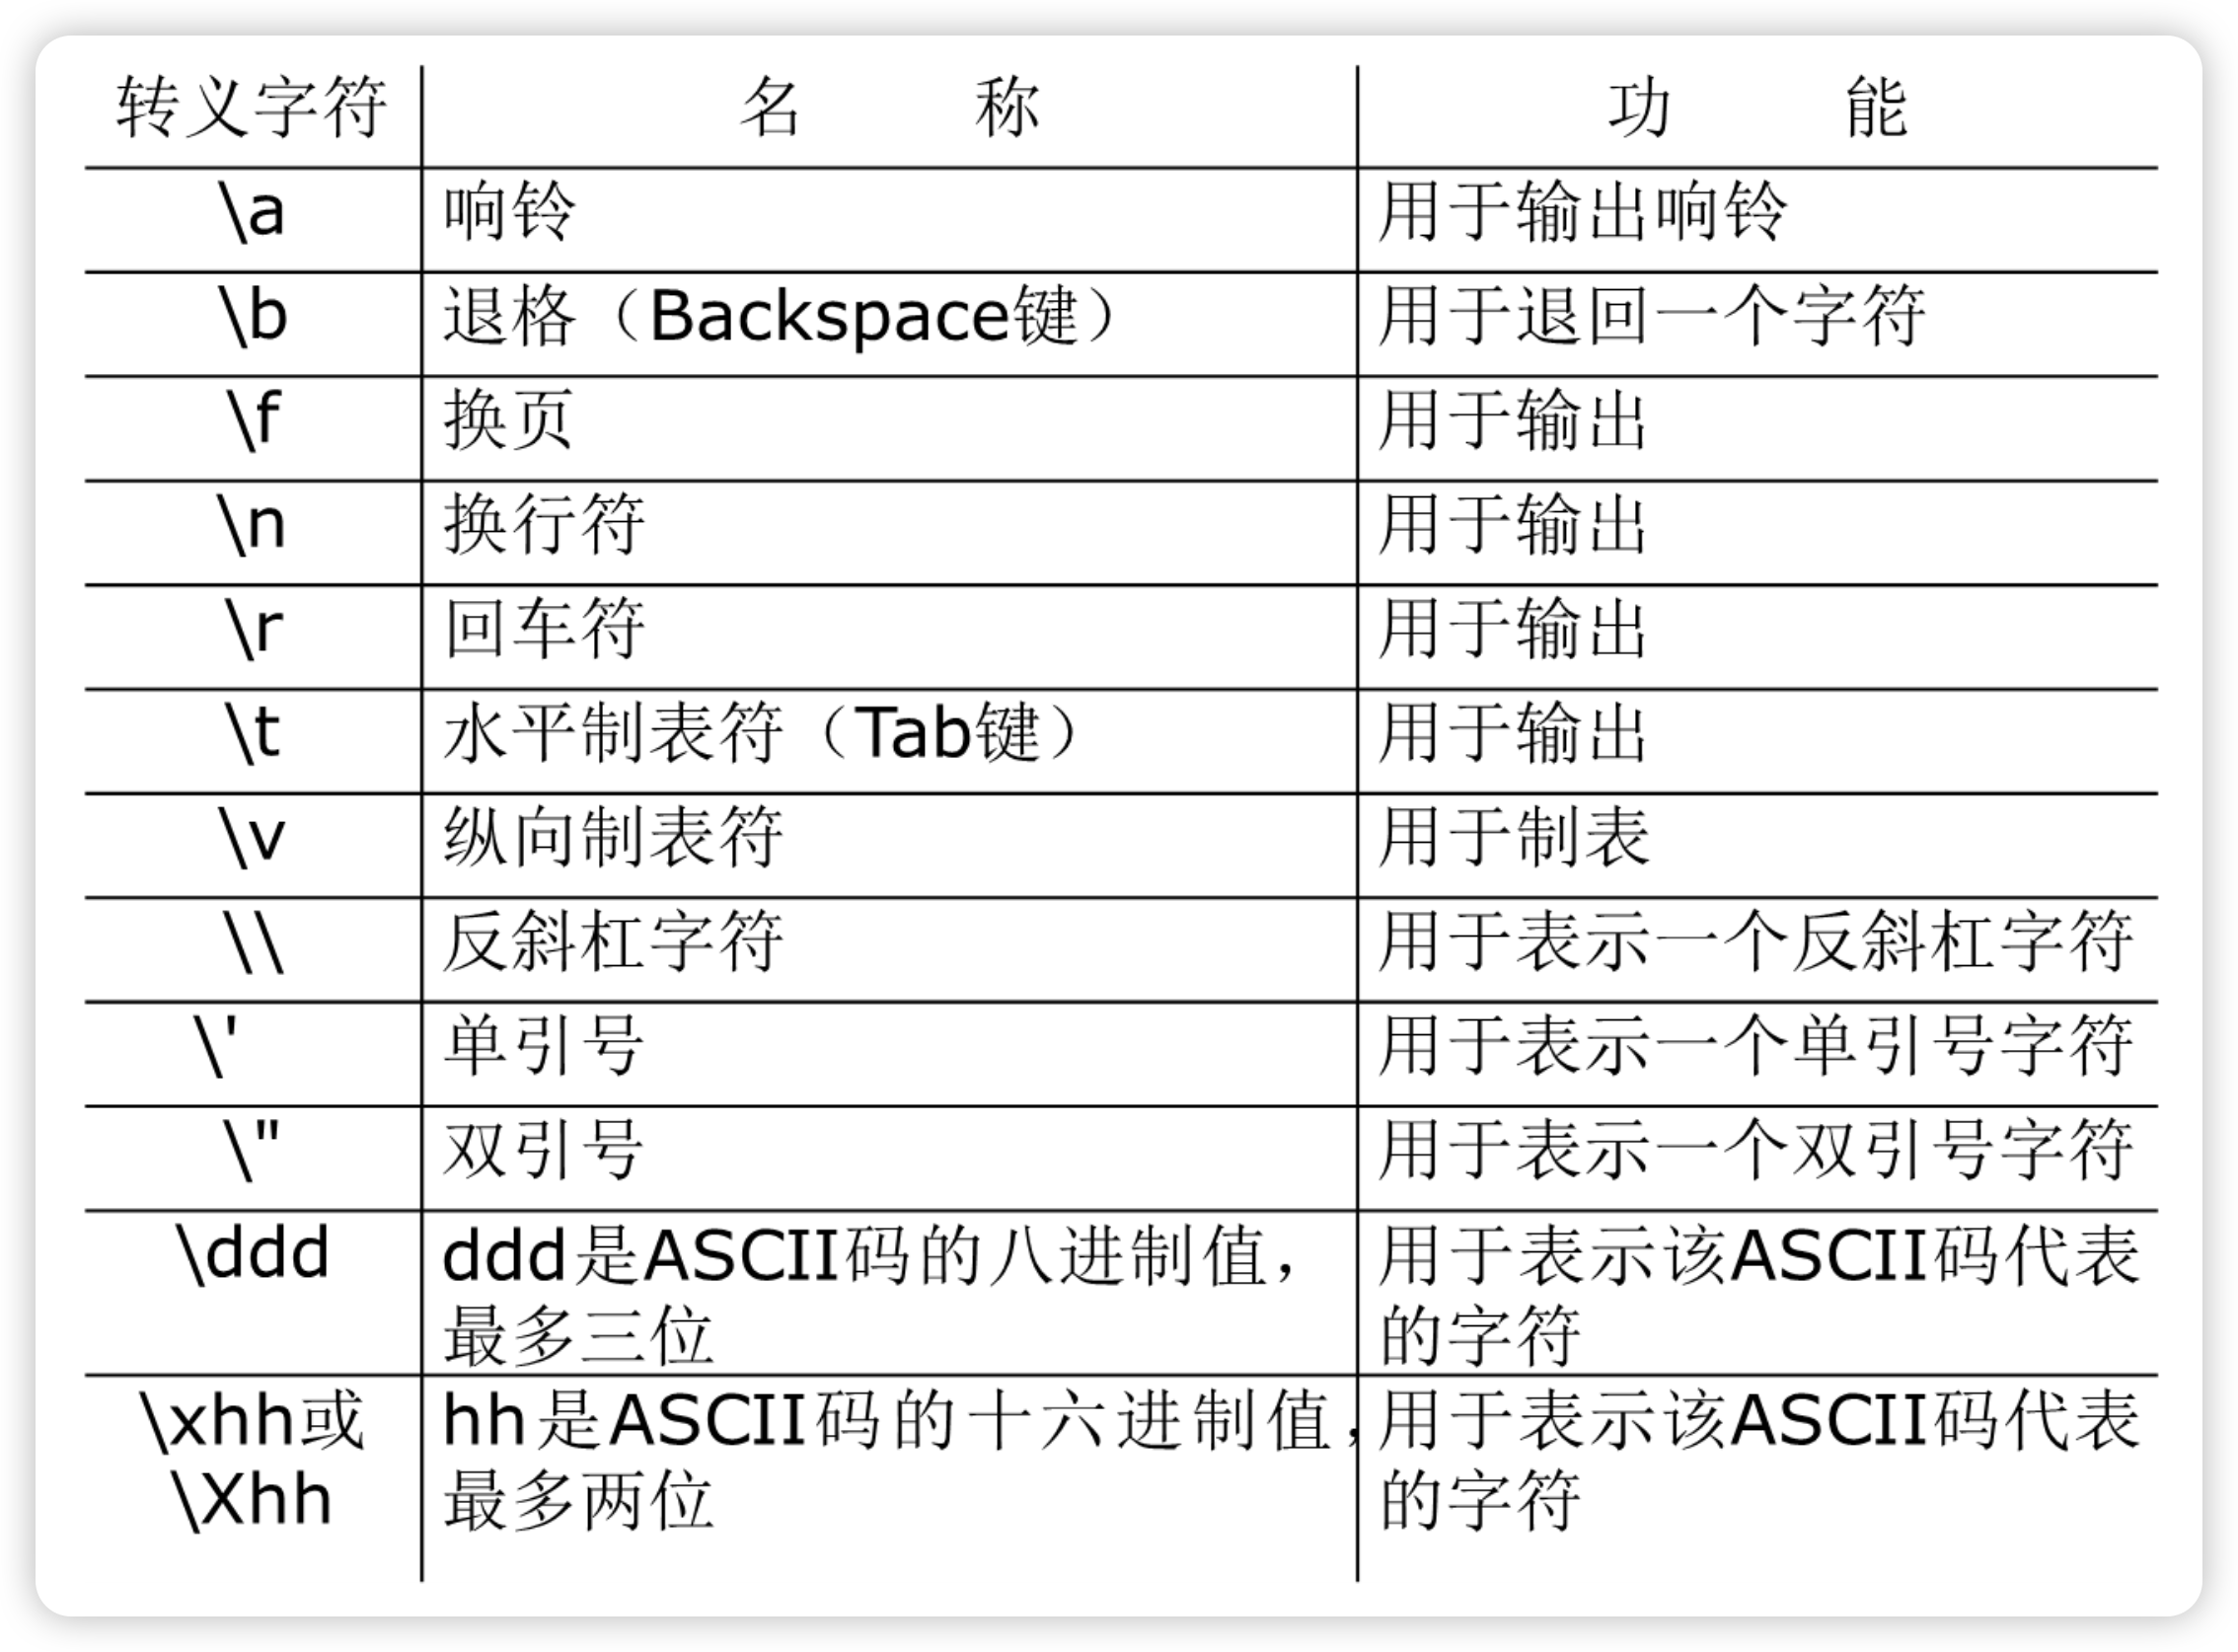 转义字符 名 称 功 能
\a 响铃 用于输出响铃
\b 退格（Backspace键） 用于退回一个字符
\f 换页 用于输出
\n 换行符 用于输出
\r 回车符 用于输出
\t 水平制表符（Tab键） 用于输出
\v 纵向制表符 用于制表
\\ 反斜杠字符 用于表示一个反斜杠字符
\' 单引号 用于表示一个单引号字符
\" 双引号 用于表示一个双引号字符
\ddd ddd是ASCII码的八进制值， 用于表示该ASCII码代表
最多三位 的字符
\xhh或 hh是ASCII码的十六进制值， 用于表示该ASCII码代表
\Xhh 最多两位 的字符